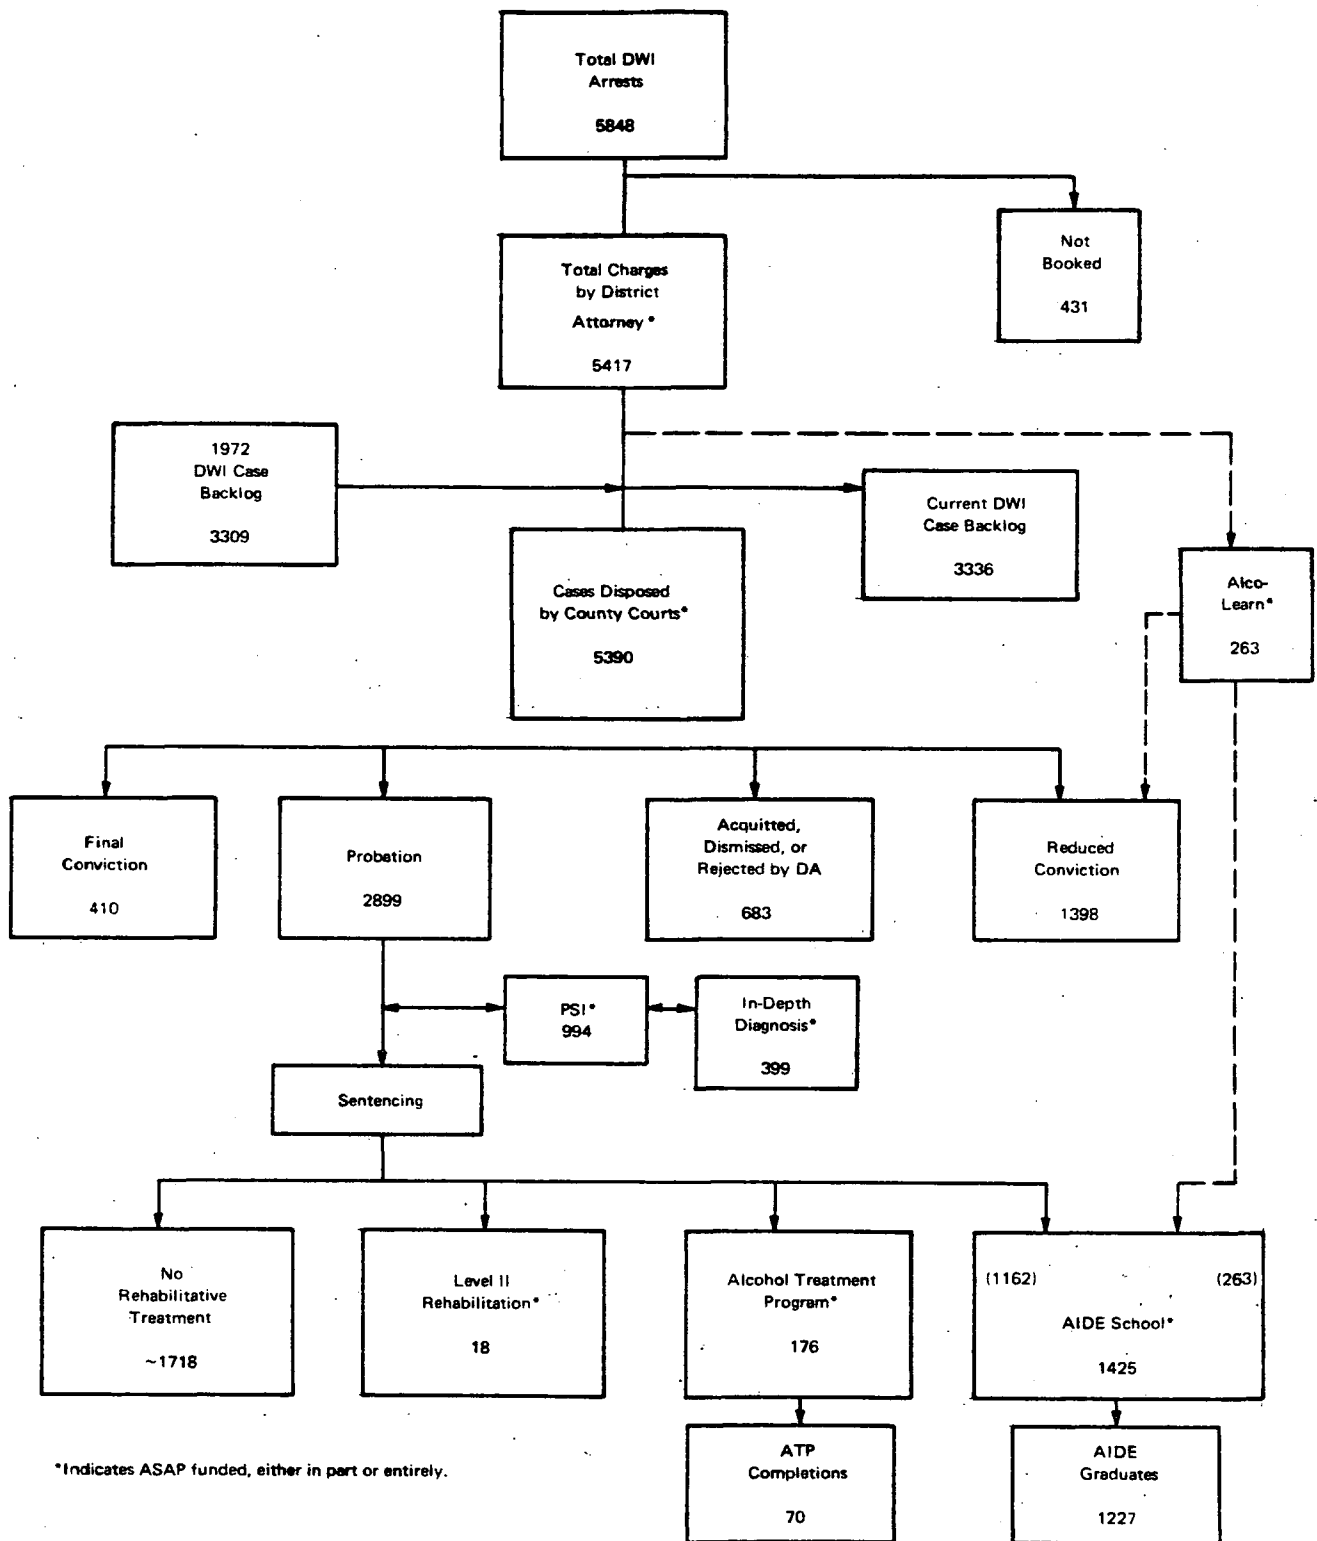 Total DWI
Arrests
5848
Not
Booked
431
Total Charges
by District
Attorney*
5417
1972
DWI Case
Backlog
3309
Current DWI
Case Backlog
3336
Cases Disposed
by County Courts*
5390
Alco-
Learn*
263
Final
Conviction
410
Probation
2899
Acquitted,
Dismissed, or
Rejected by DA
683
Reduced
Conviction
1398
PSI*
994
In-Depth
Diagnosis*
399
Sentencing
No
Rehabilitative
Treatment
~1718
Level II
Rehabilitation*
18
Alcohol Treatment
Program*
176
(1162) (263)
AIDE School*
1425
ATP
Completions
70
AIDE
Graduates
1227
*Indicates ASAP funded, either in part or entirely.